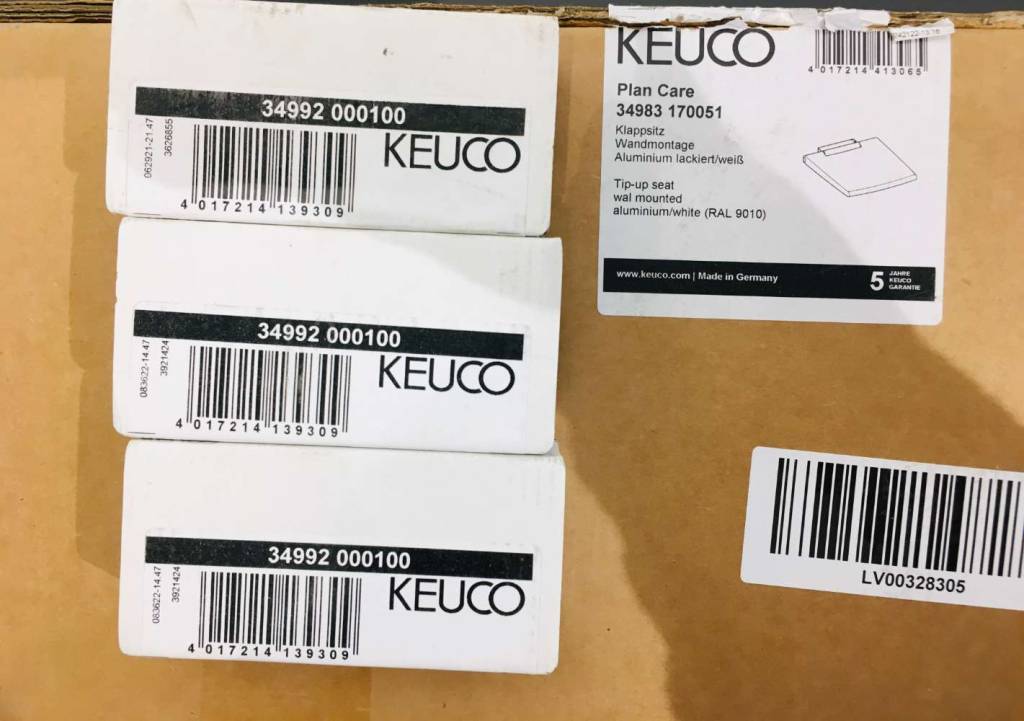 34992 000100
062921-21.47
3626855
KEUCO
4 017214 139309
34992 000100
083622-14.47
3921424
KEUCO
4 017214 139309
34992 000100
083622-14.47
3921424
KEUCO
4 017214 139309
KEUCO
4 017214 413065
Plan Care
34983 170051
Klappsitz
Wandmontage
Aluminium lackiert/weiß
Tip-up seat
wal mounted
aluminium/white (RAL 9010)
www.keuco.com | Made in Germany
5 JAHRE
KEUCO
GARANTIE
LV00328305